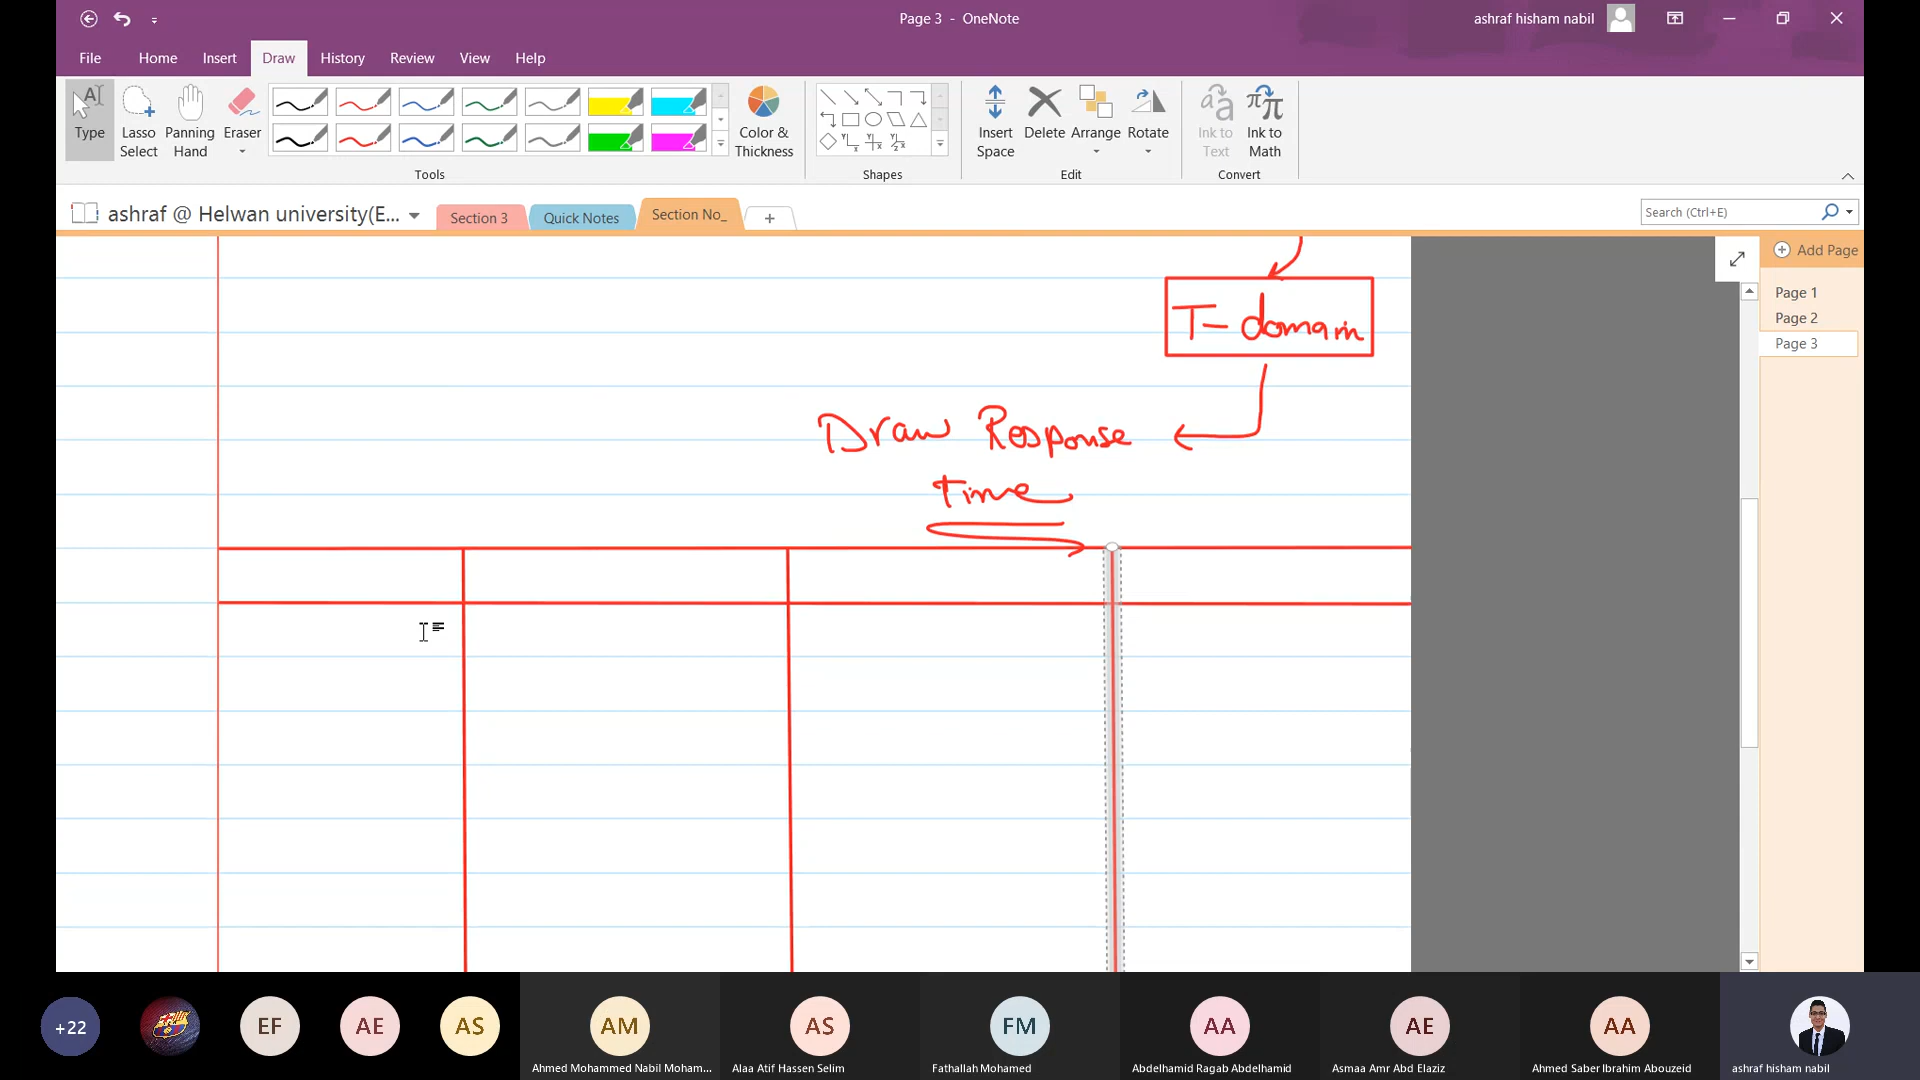 Page 3 - OneNote
ashraf hisham nabil
File Home Insert Draw History Review View Help
Type
Lasso Select
Panning Hand
Eraser
Color & Thickness
Insert Space
Delete
Arrange
Rotate
Ink to Text
Ink to Math
Tools
Shapes
Edit
Convert
ashraf @ Helwan university(E...
Section 3
Quick Notes
Section No_
Search (Ctrl+E)
Add Page
Page 1
Page 2
Page 3
T- domain
Draw Response
time
+22
EF
AE
AS
AM
AS
FM
AA
AE
AA
Ahmed Mohammed Nabil Moham...
Alaa Atif Hassen Selim
Fathallah Mohamed
Abdelhamid Ragab Abdelhamid
Asmaa Amr Abd Elaziz
Ahmed Saber Ibrahim Abouzeid
ashraf hisham nabil